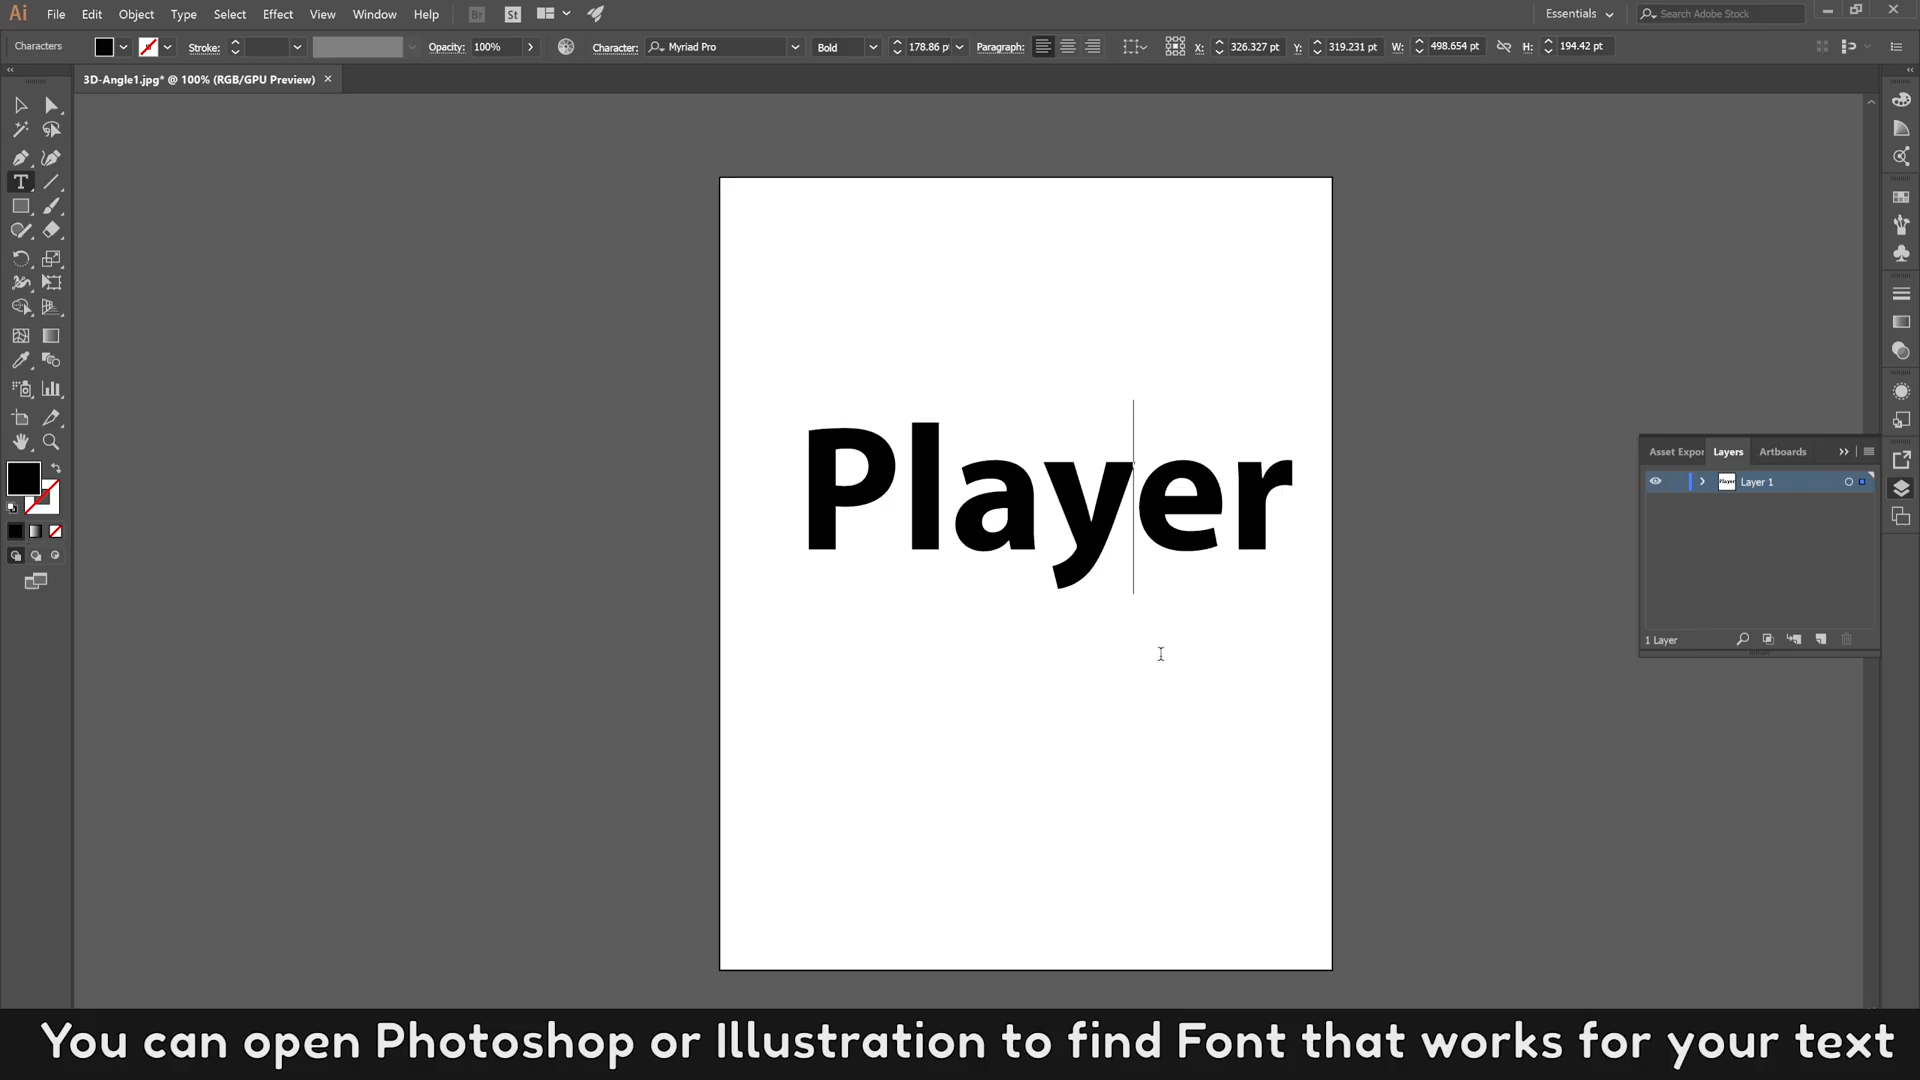 Ai File Edit Object Type Select Effect View Window Help Br St Essentials Search Adobe Stock
Characters Stroke: Opacity: 100% Character: Myriad Pro Bold 178.86 pt Paragraph: X: 326.327 pt Y: 319.231 pt W: 498.654 pt H: 194.42 pt
3D-Angle1.jpg* @ 100% (RGB/GPU Preview)
Player
Asset Expor Layers Artboards
Player Layer 1
1 Layer
You can open Photoshop or Illustration to find Font that works for your text